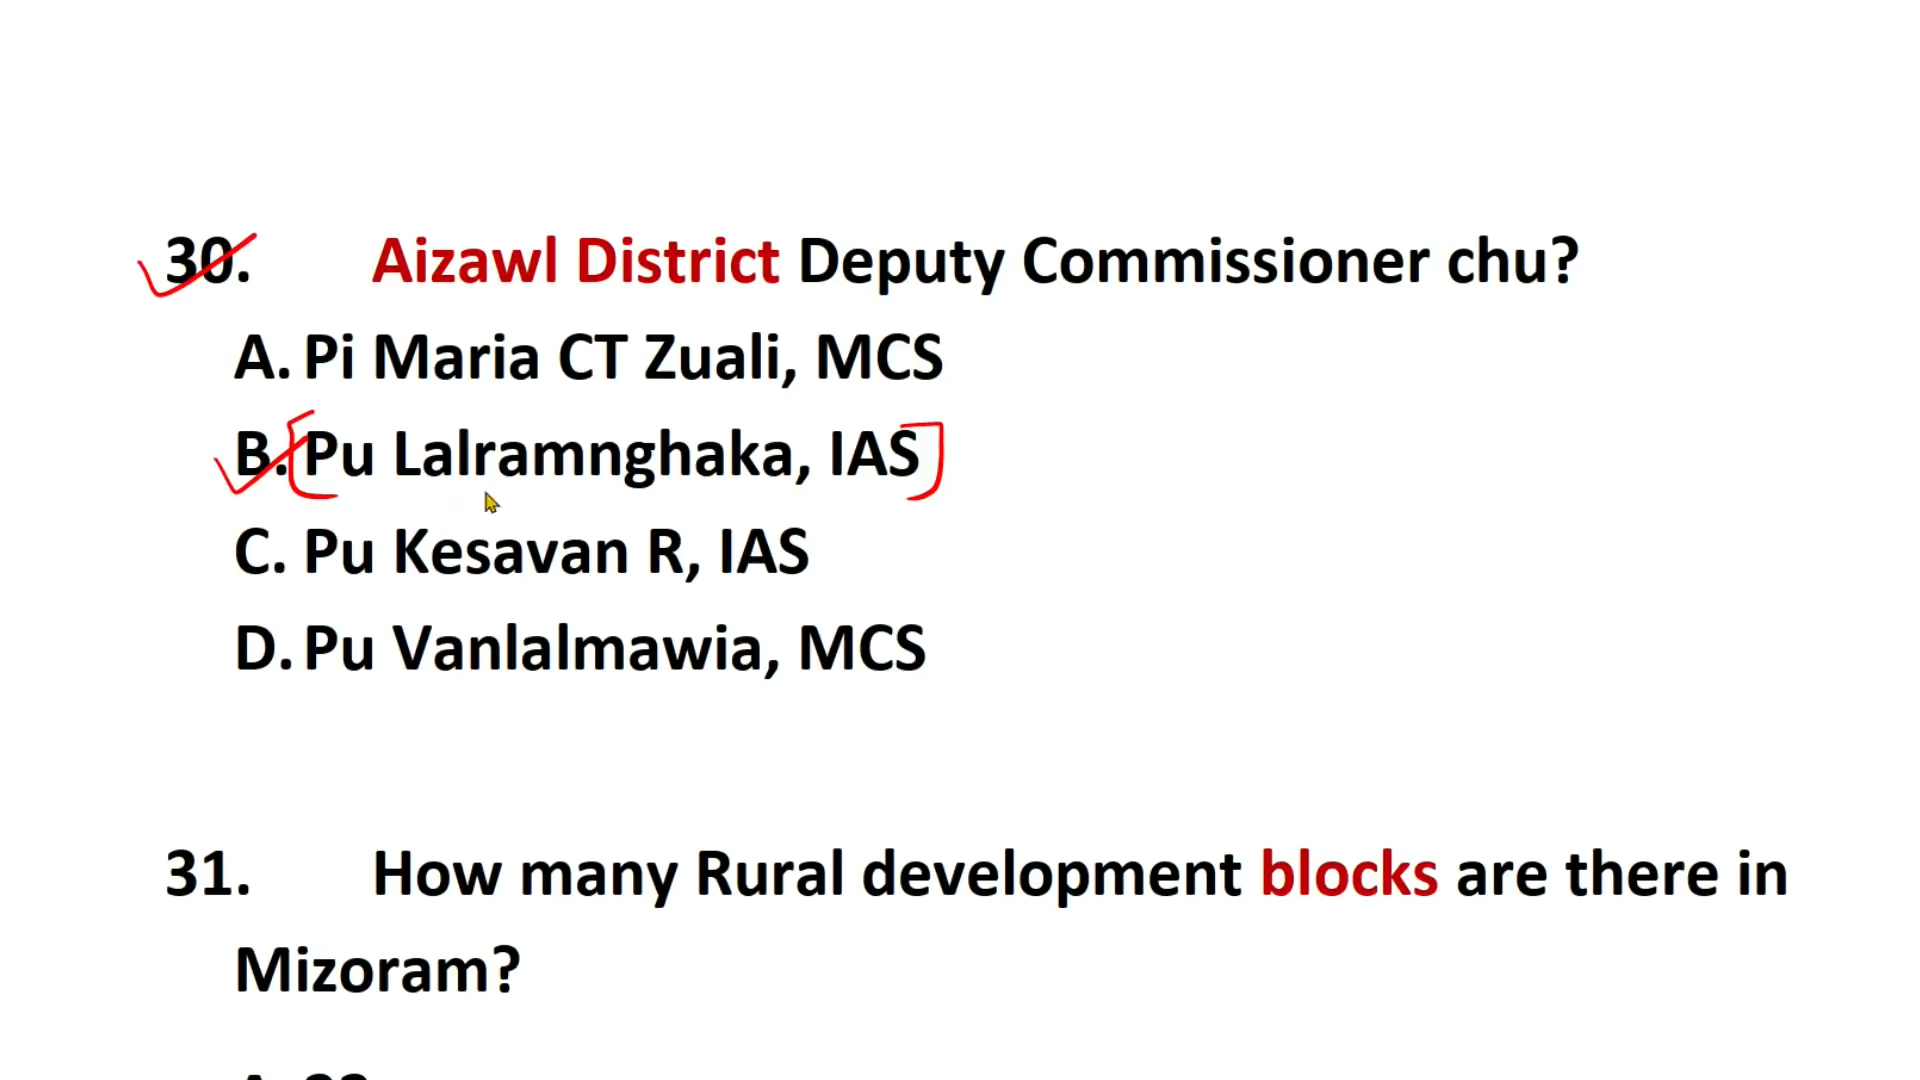 30. Aizawl District Deputy Commissioner chu?
A. Pi Maria CT Zuali, MCS
B. Pu Lalramnghaka, IAS
C. Pu Kesavan R, IAS
D. Pu Vanlalmawia, MCS
31. How many Rural development blocks are there in
Mizoram?